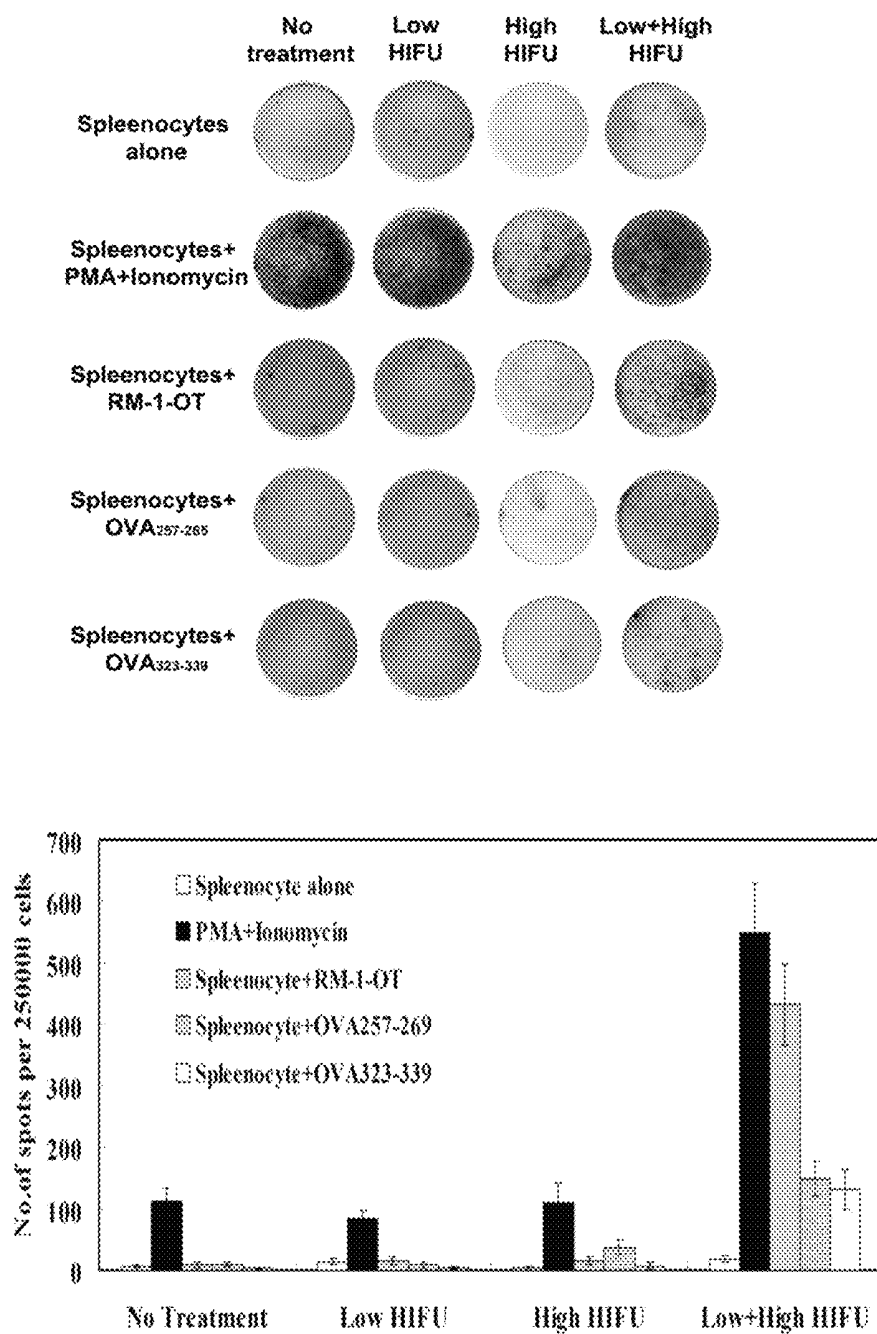 No treatment
Low HIFU
High HIFU
Low+High HIFU
Spleenocytes alone
Spleenocytes+ PMA+Ionomycin
Spleenocytes+ RM-1-OT
Spleenocytes+ OVA257-265
Spleenocytes+ OVA323-339
No.of spots per 250000 cells
700
600
500
400
300
200
100
0
Spleenocyte alone
PMA+Ionomycin
Spleenocyte+RM-1-OT
Spleenocyte+OVA257-269
Spleenocyte+OVA323-339
No Treatment
Low HIFU
High HIFU
Low+High HIFU